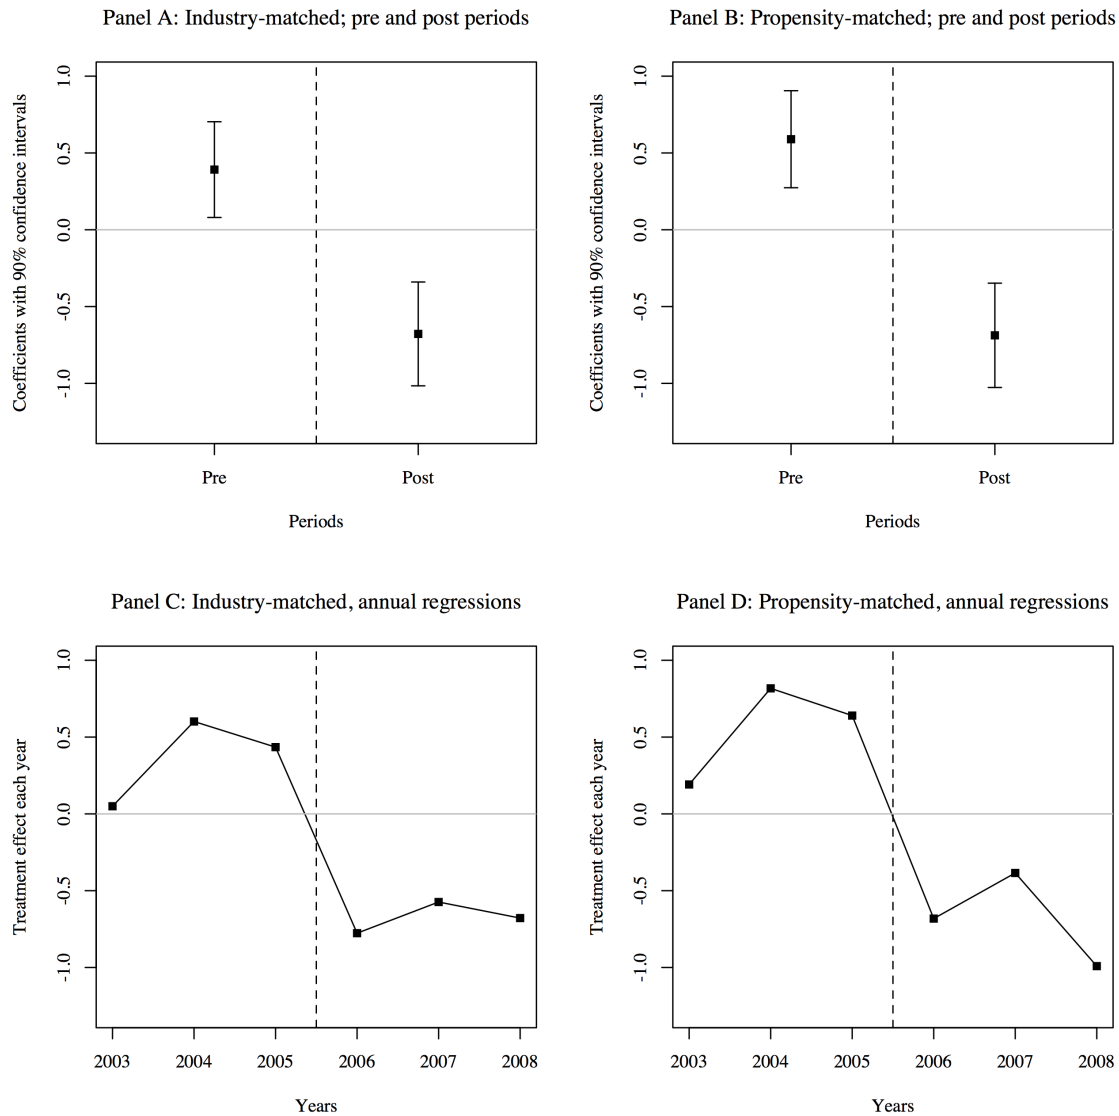 Panel A: Industry-matched; pre and post periods
Coefficients with 90% confidence intervals
1.0
0.5
0.0
-0.5
-1.0
Pre
Post
Periods
Panel B: Propensity-matched; pre and post periods
Coefficients with 90% confidence intervals
1.0
0.5
0.0
-0.5
-1.0
Pre
Post
Periods
Panel C: Industry-matched, annual regressions
Treatment effect each year
1.0
0.5
0.0
-0.5
-1.0
2003 2004 2005 2006 2007 2008
Years
Panel D: Propensity-matched, annual regressions
Treatment effect each year
1.0
0.5
0.0
-0.5
-1.0
2003 2004 2005 2006 2007 2008
Years